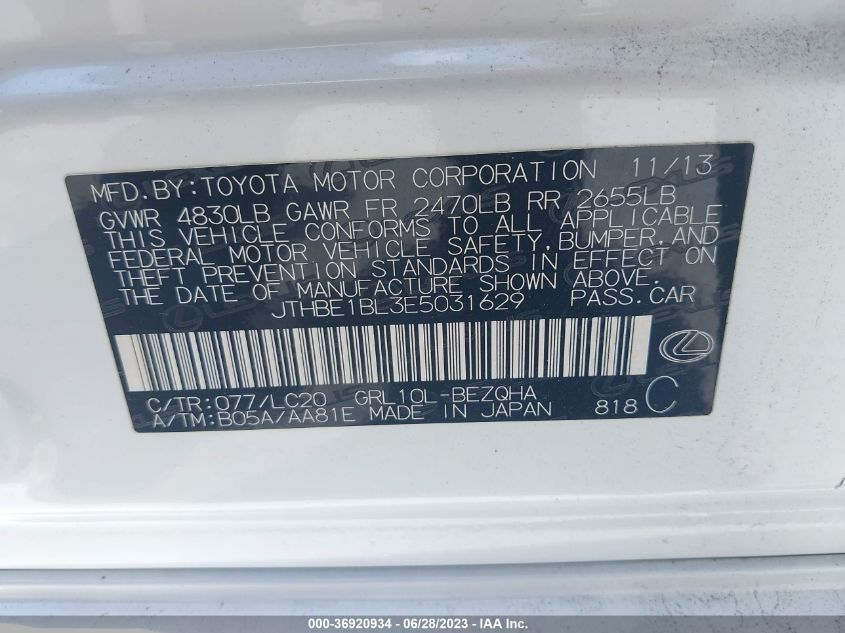 MFD.BY:TOYOTA MOTOR CORPORATION 11/13
GVWR 4830LB GAWR FR 2470LB RR 2655LB
THIS VEHICLE CONFORMS TO ALL APPLICABLE
FEDERAL MOTOR VEHICLE SAFETY,BUMPER,AND
THEFT PREVENTION STANDARDS IN EFFECT ON
THE DATE OF MANUFACTURE SHOWN ABOVE.
JTHBE1BL3E5031629 PASS.CAR
C/TR:077/LC20 GRL10L-BEZQHA
A/TM:B05A/AA81E MADE IN JAPAN 818 C
000-36920934 / 06/28/2023 - IAA Inc.